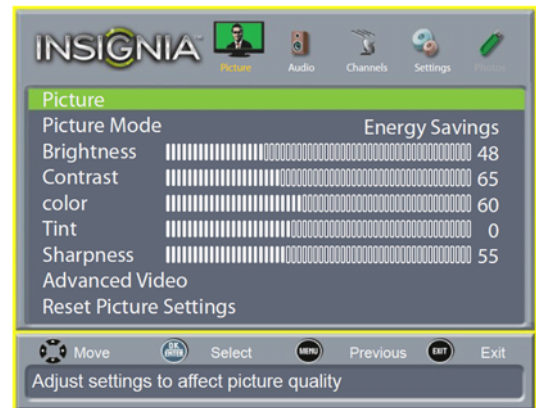 INSIGNIA
Picture Audio Channels Settings Photos
Picture
Picture Mode Energy Savings
Brightness 48
Contrast 65
color 60
Tint 0
Sharpness 55
Advanced Video
Reset Picture Settings
Move OK ENTER Select MENU Previous EXIT Exit
Adjust settings to affect picture quality